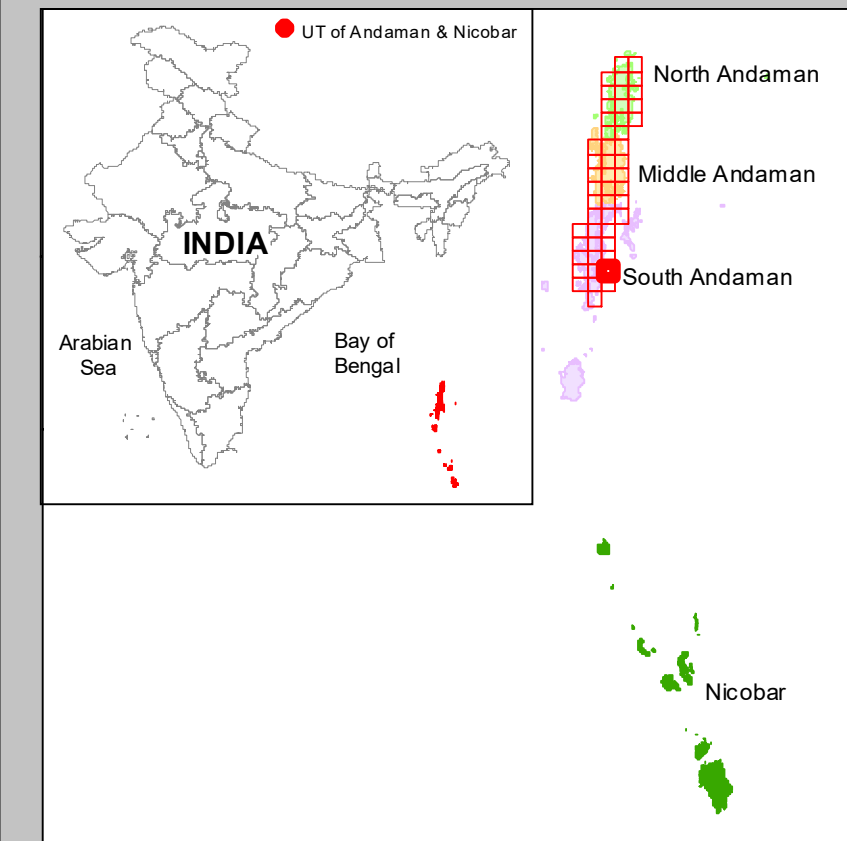 UT of Andaman & Nicobar
North Andaman
Middle Andaman
INDIA
South Andaman
Arabian
Sea
Bay of
Bengal
Nicobar